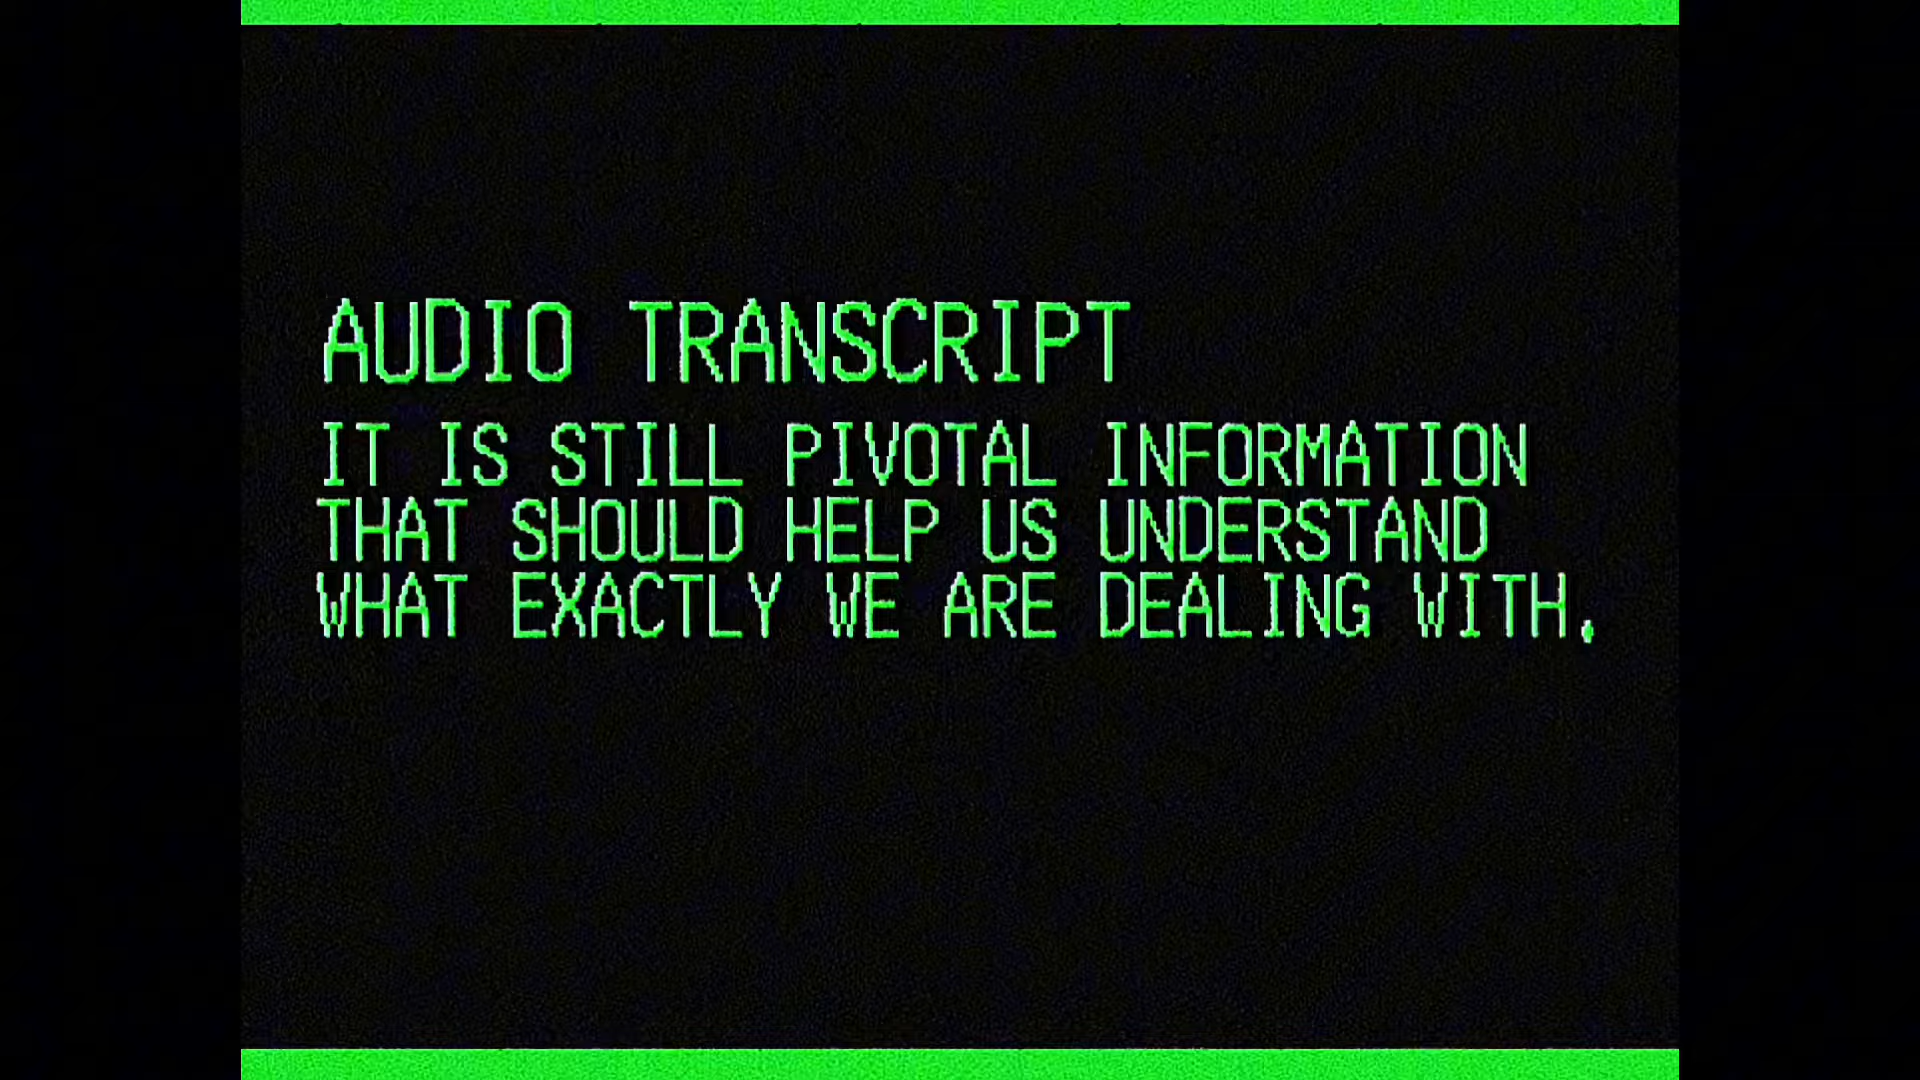 AUDIO TRANSCRIPT
IT IS STILL PIVOTAL INFORMATION
THAT SHOULD HELP US UNDERSTAND
WHAT EXACTLY WE ARE DEALING WITH.